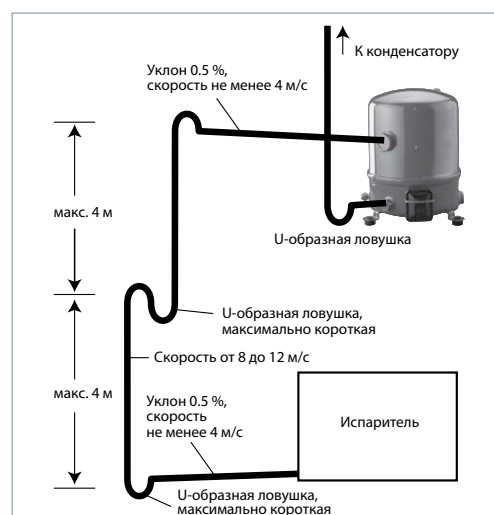 К конденсатору
Уклон 0.5 %,
скорость не менее 4 м/с
макс. 4 м
U-образная ловушка
U-образная ловушка,
максимально короткая
Скорость от 8 до 12 м/с
макс. 4 м
Уклон 0.5 %,
скорость
не менее 4 м/с
Испаритель
U-образная ловушка,
максимально короткая